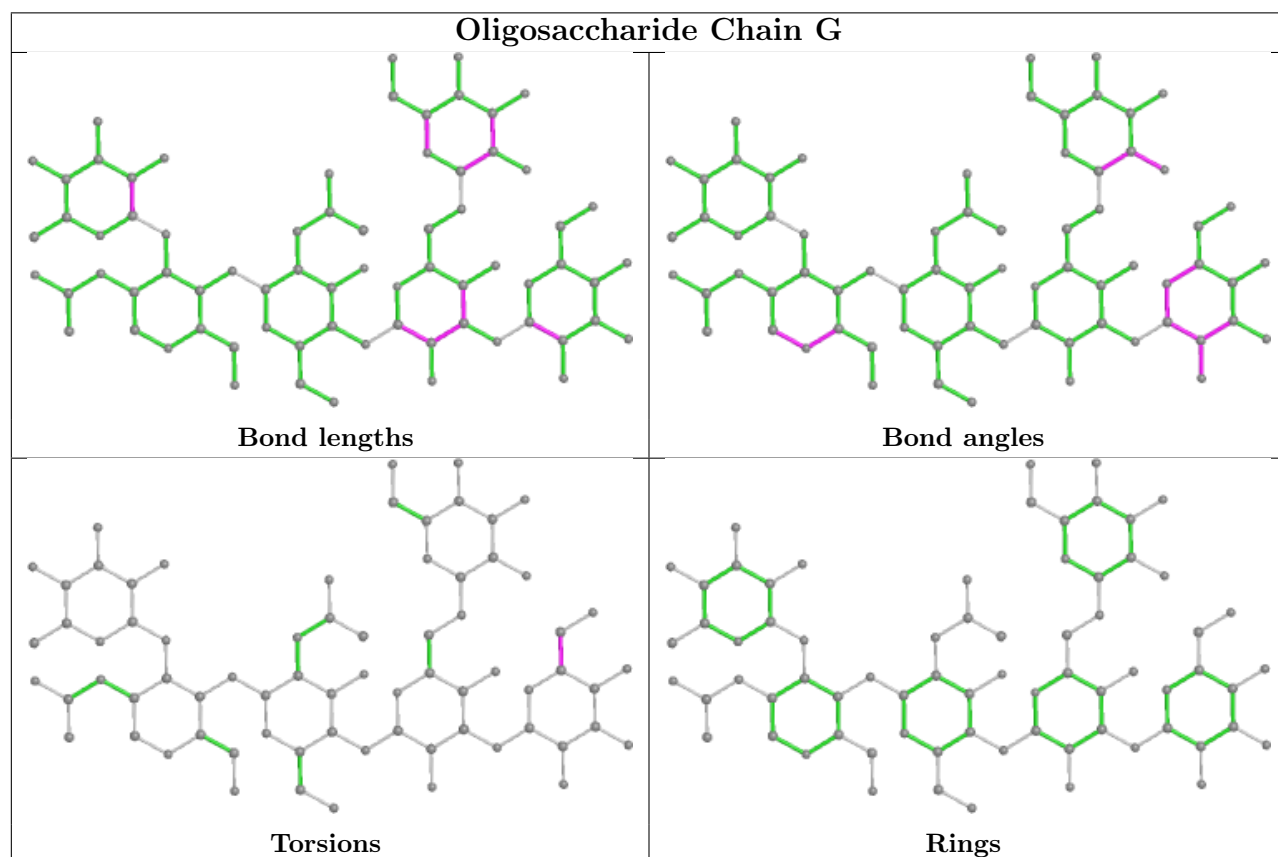 Oligosaccharide Chain G
Bond lengths
Bond angles
Torsions
Rings